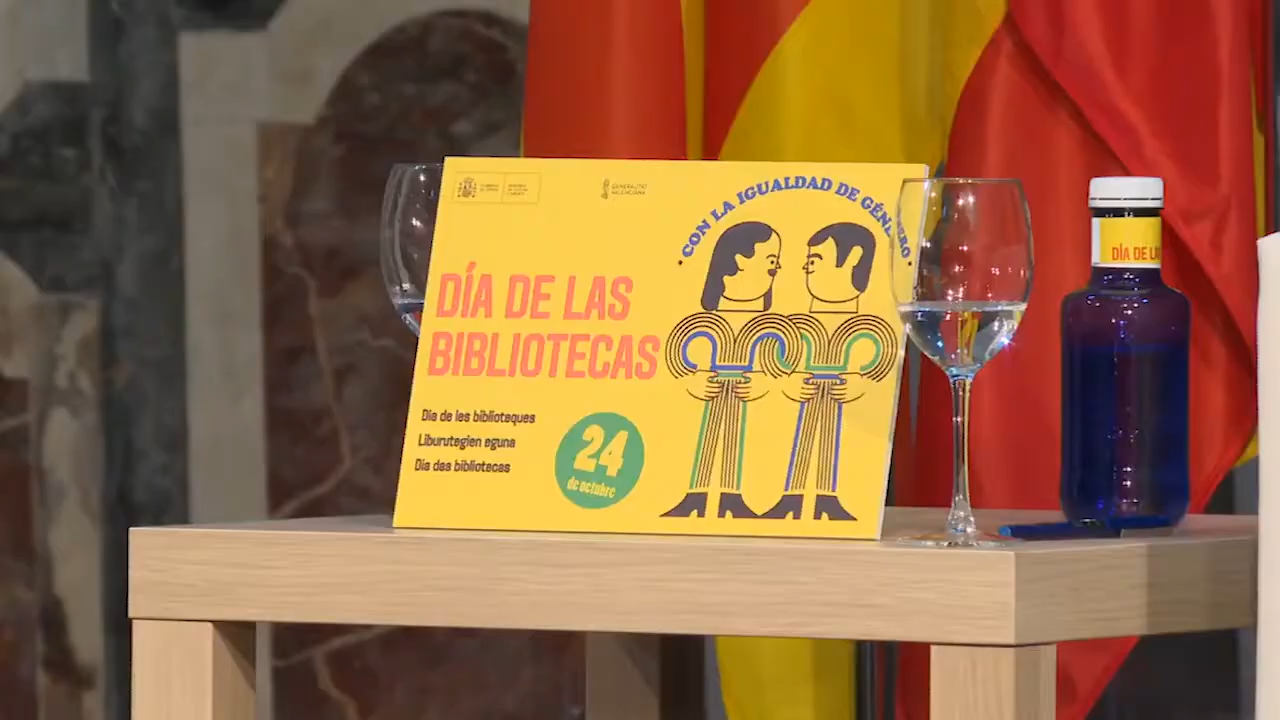 GENERALITAT
VALENCIANA
CON LA IGUALDAD DE GÉNERO
DÍA DE LAS
BIBLIOTECAS
Dia de les biblioteques
Liburutegien eguna
Día das bibliotecas
24
de octubre
DÍA DE LA